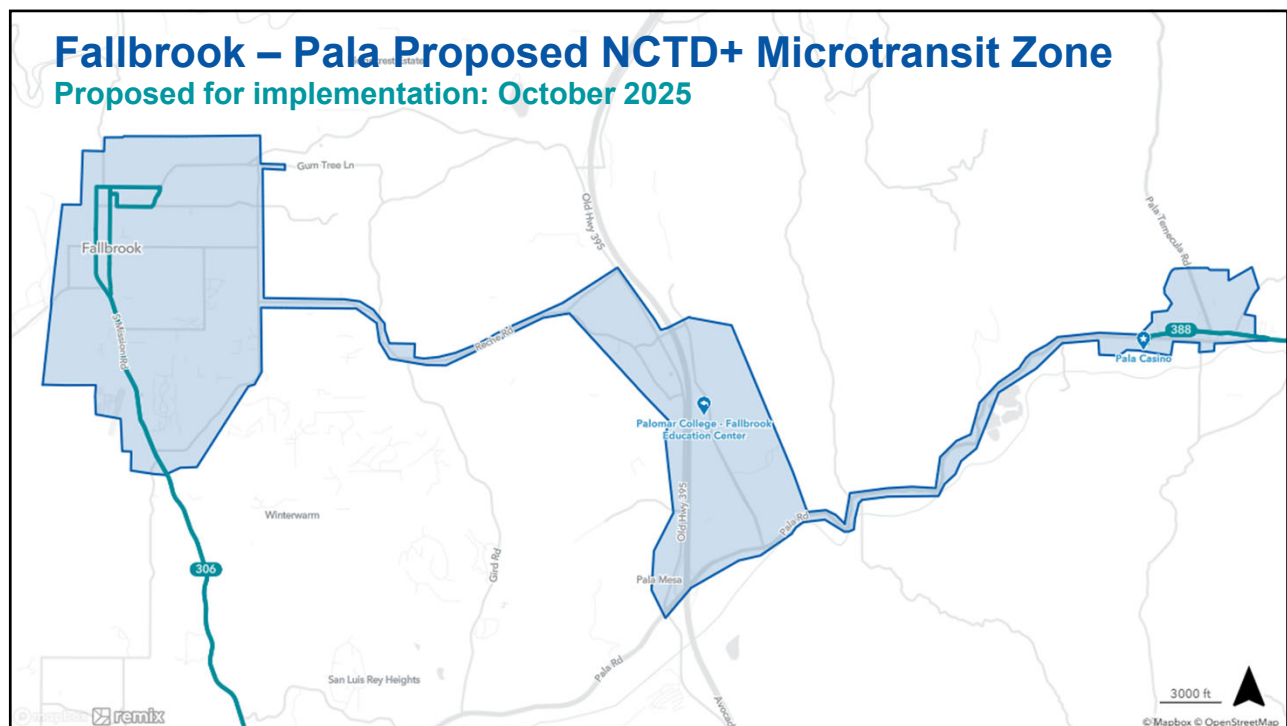 Fallbrook – Pala Proposed NCTD+ Microtransit Zone
Proposed for implementation: October 2025
Gum Tree Ln
Old Hwy 395
Pala Temecula Rd
Fallbrook
S Mission Rd
Reche Rd
388
Pala Casino
Palomar College - Fallbrook
Education Center
Old Hwy 395
Winterwarm
Pala Rd
306
Gird Rd
Pala Mesa
San Luis Rey Heights
Pala Rd
Avocad
3000 ft
mapbox remix
© Mapbox © OpenStreetMap